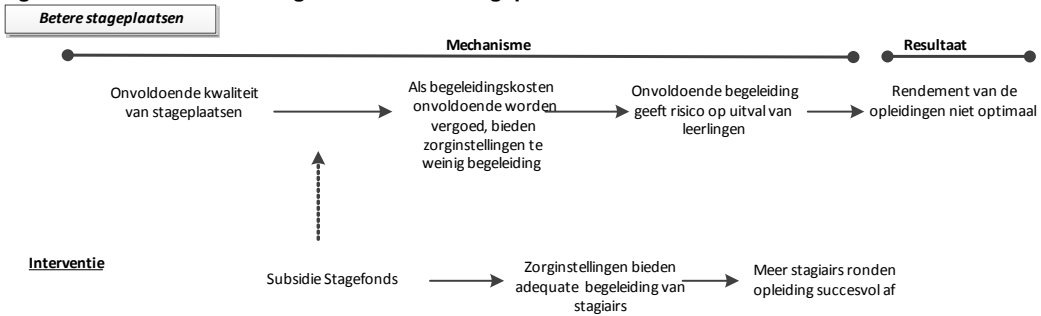 Betere stageplaatsen
Mechanisme
Resultaat
Onvoldoende kwaliteit
van stageplaatsen
Als begeleidingskosten
onvoldoende worden
vergoed, bieden
zorginstellingen te
weinig begeleiding
Onvoldoende begeleiding
geeft risico op uitval van
leerlingen
Rendement van de
opleidingen niet optimaal
Interventie
Subsidie Stagefonds
Zorginstellingen bieden
adequate begeleiding van
stagiairs
Meer stagiairs ronden
opleiding succesvol af